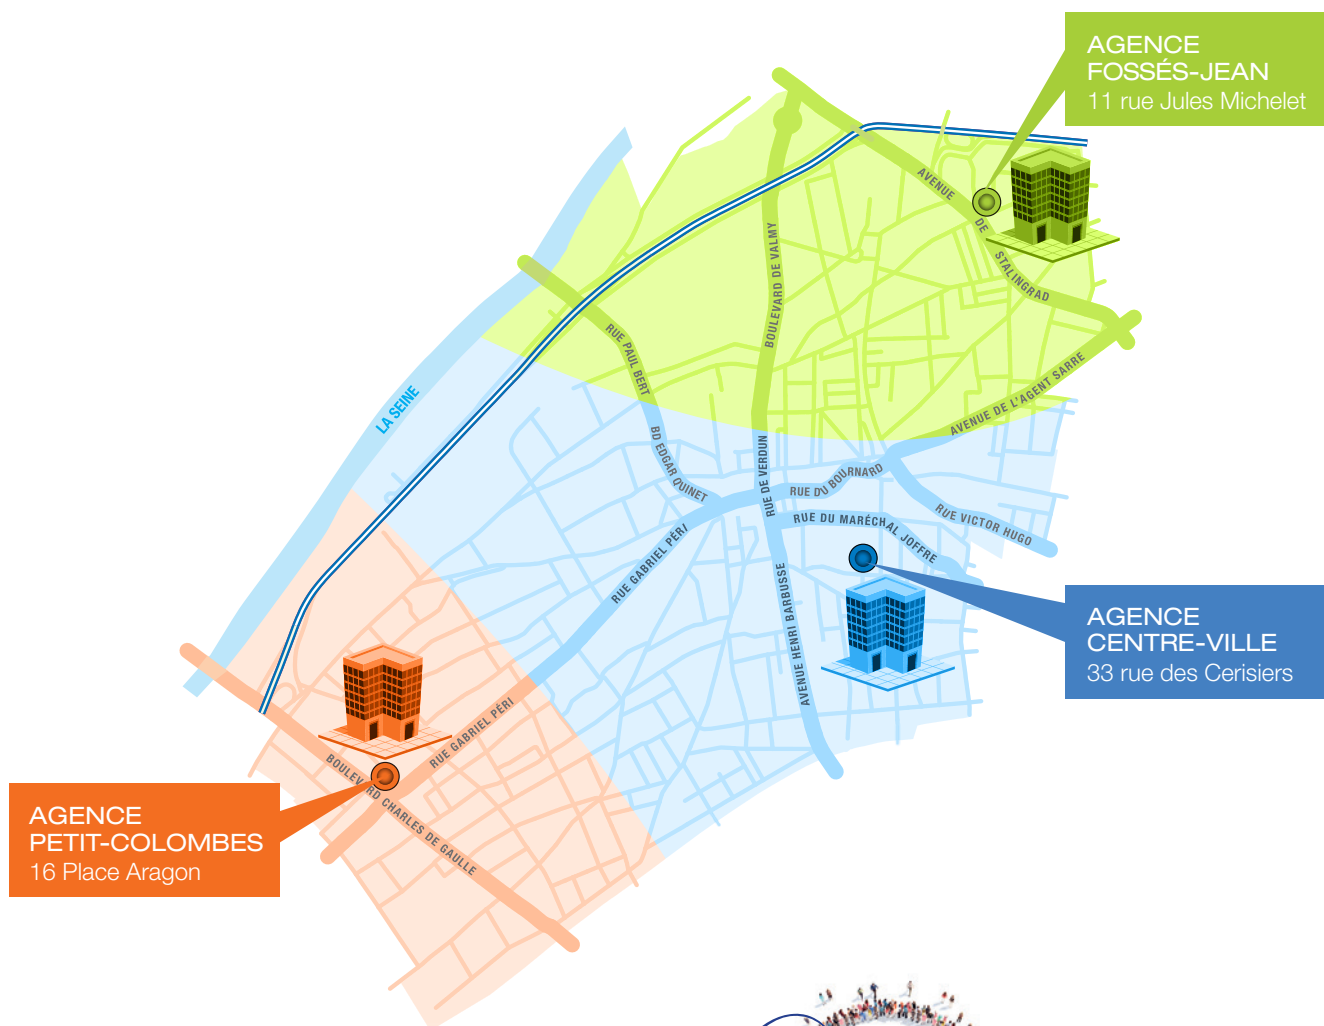 AGENCE
FOSSÉS-JEAN
11 rue Jules Michelet
AVENUE DE STALINGRAD
BOULEVARD DE VALMY
RUE PAUL BERT
AVENUE DE L'AGENT SARRE
LA SEINE
BD EDGAR QUINET
RUE DE VERDUN
RUE DU BOURNARD
RUE VICTOR HUGO
RUE DU MARÉCHAL JOFFRE
RUE GABRIEL PÉRI
AVENUE HENRI BARBUSSE
AGENCE
CENTRE-VILLE
33 rue des Cerisiers
RUE GABRIEL PÉRI
BOULEVARD CHARLES DE GAULLE
AGENCE
PETIT-COLOMBES
16 Place Aragon